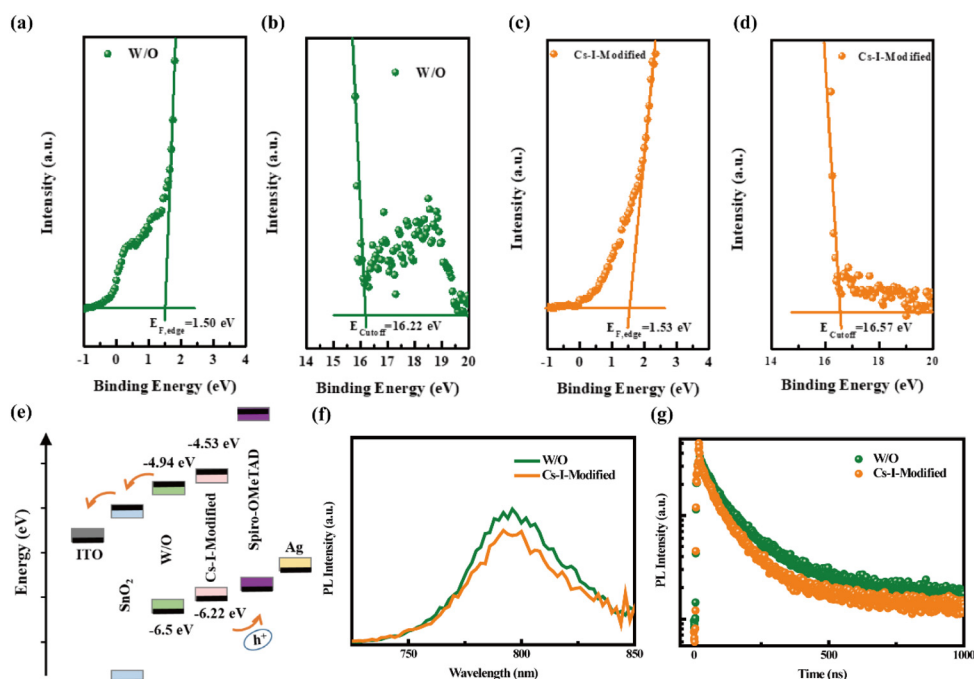 (a)
W/O
Intensity (a.u.)
E F,edge =1.50 eV
-1 0 1 2 3 4
Binding Energy (eV)
(b)
W/O
Intensity (a.u.)
E Cutoff =16.22 eV
14 15 16 17 18 19 20
Binding Energy (eV)
(c)
Cs-I-Modified
Intensity (a.u.)
E F,edge =1.53 eV
-1 0 1 2 3 4
Binding Energy (eV)
(d)
Cs-I-Modified
Intensity (a.u.)
E Cutoff =16.57 eV
14 16 18 20
Binding Energy (eV)
(e)
Energy (eV)
ITO
SnO2
-4.94 eV
W/O
-6.5 eV
-4.53 eV
Cs-I-Modified
-6.22 eV
Spiro-OMeTAD
Ag
h+
(f)
W/O
Cs-I-Modified
PL Intensity (a.u.)
750 800 850
Wavelength (nm)
(g)
W/O
Cs-I-Modified
PL Intensity (a.u.)
0 500 1000
Time (ns)